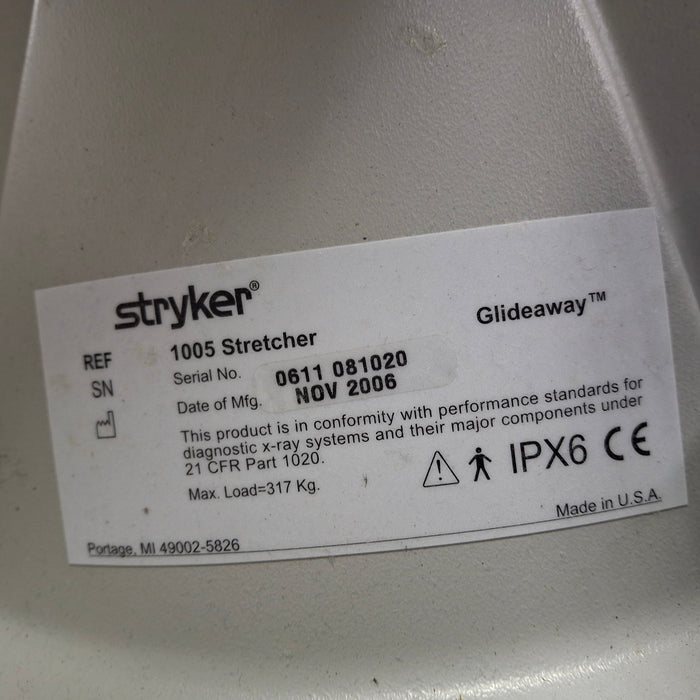 stryker®
Glideaway™
REF 1005 Stretcher
SN Serial No. 0611 081020
Date of Mfg. NOV 2006
This product is in conformity with performance standards for
diagnostic x-ray systems and their major components under
21 CFR Part 1020.
Max. Load=317 Kg.
IPX6 CE
Made in U.S.A.
Portage, MI 49002-5826